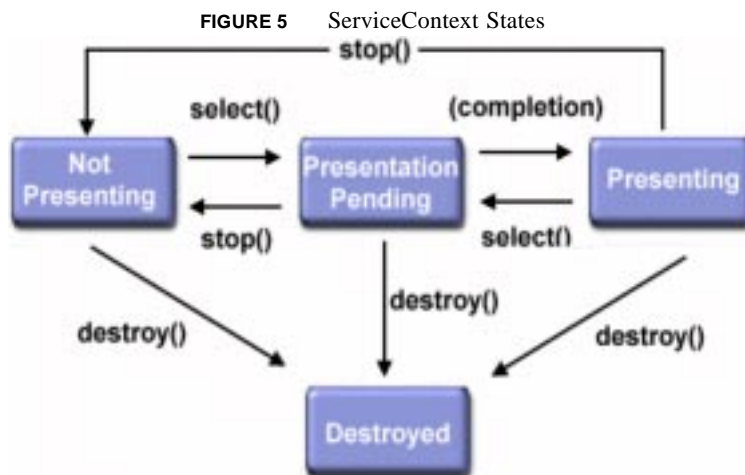 FIGURE 5 ServiceContext States
stop()
select()
(completion)
Not
Presenting
Presentation
Pending
Presenting
stop()
select()
destroy()
destroy()
destroy()
Destroyed